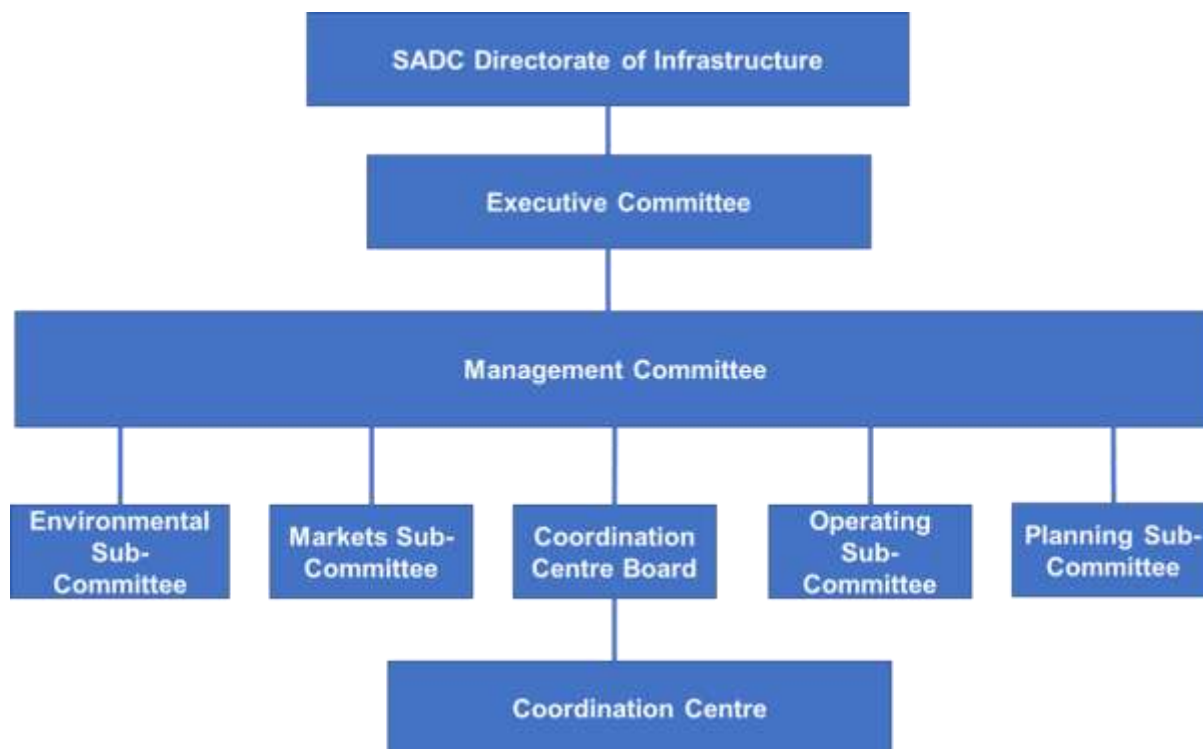 SADC Directorate of Infrastructure
Executive Committee
Management Committee
Environmental
Sub-
Committee
Markets Sub-
Committee
Coordination
Centre Board
Operating
Sub-
Committee
Planning Sub-
Committee
Coordination Centre